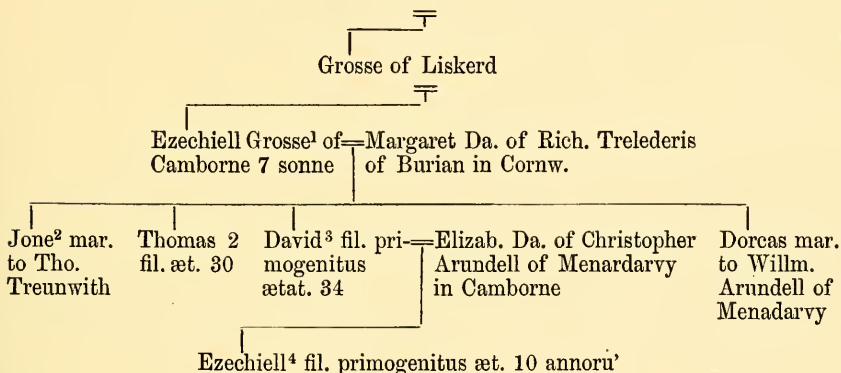 Grosse of Liskerd
Ezechiell Grosse¹ of=Margaret Da. of Rich. Trelederis
Camborne 7 sonne of Burian in Cornw.
Jone² mar.
to Tho.
Treunwith
Thomas 2
fil. æt. 30
David³ fil. pri-
mogenitus
ætat. 34
=Elizab. Da. of Christopher
Arundell of Menardarvy
in Camborne
Dorcas mar.
to Willm.
Arundell of
Menadarvy
Ezechiell⁴ fil. primogenitus æt. 10 annoru'